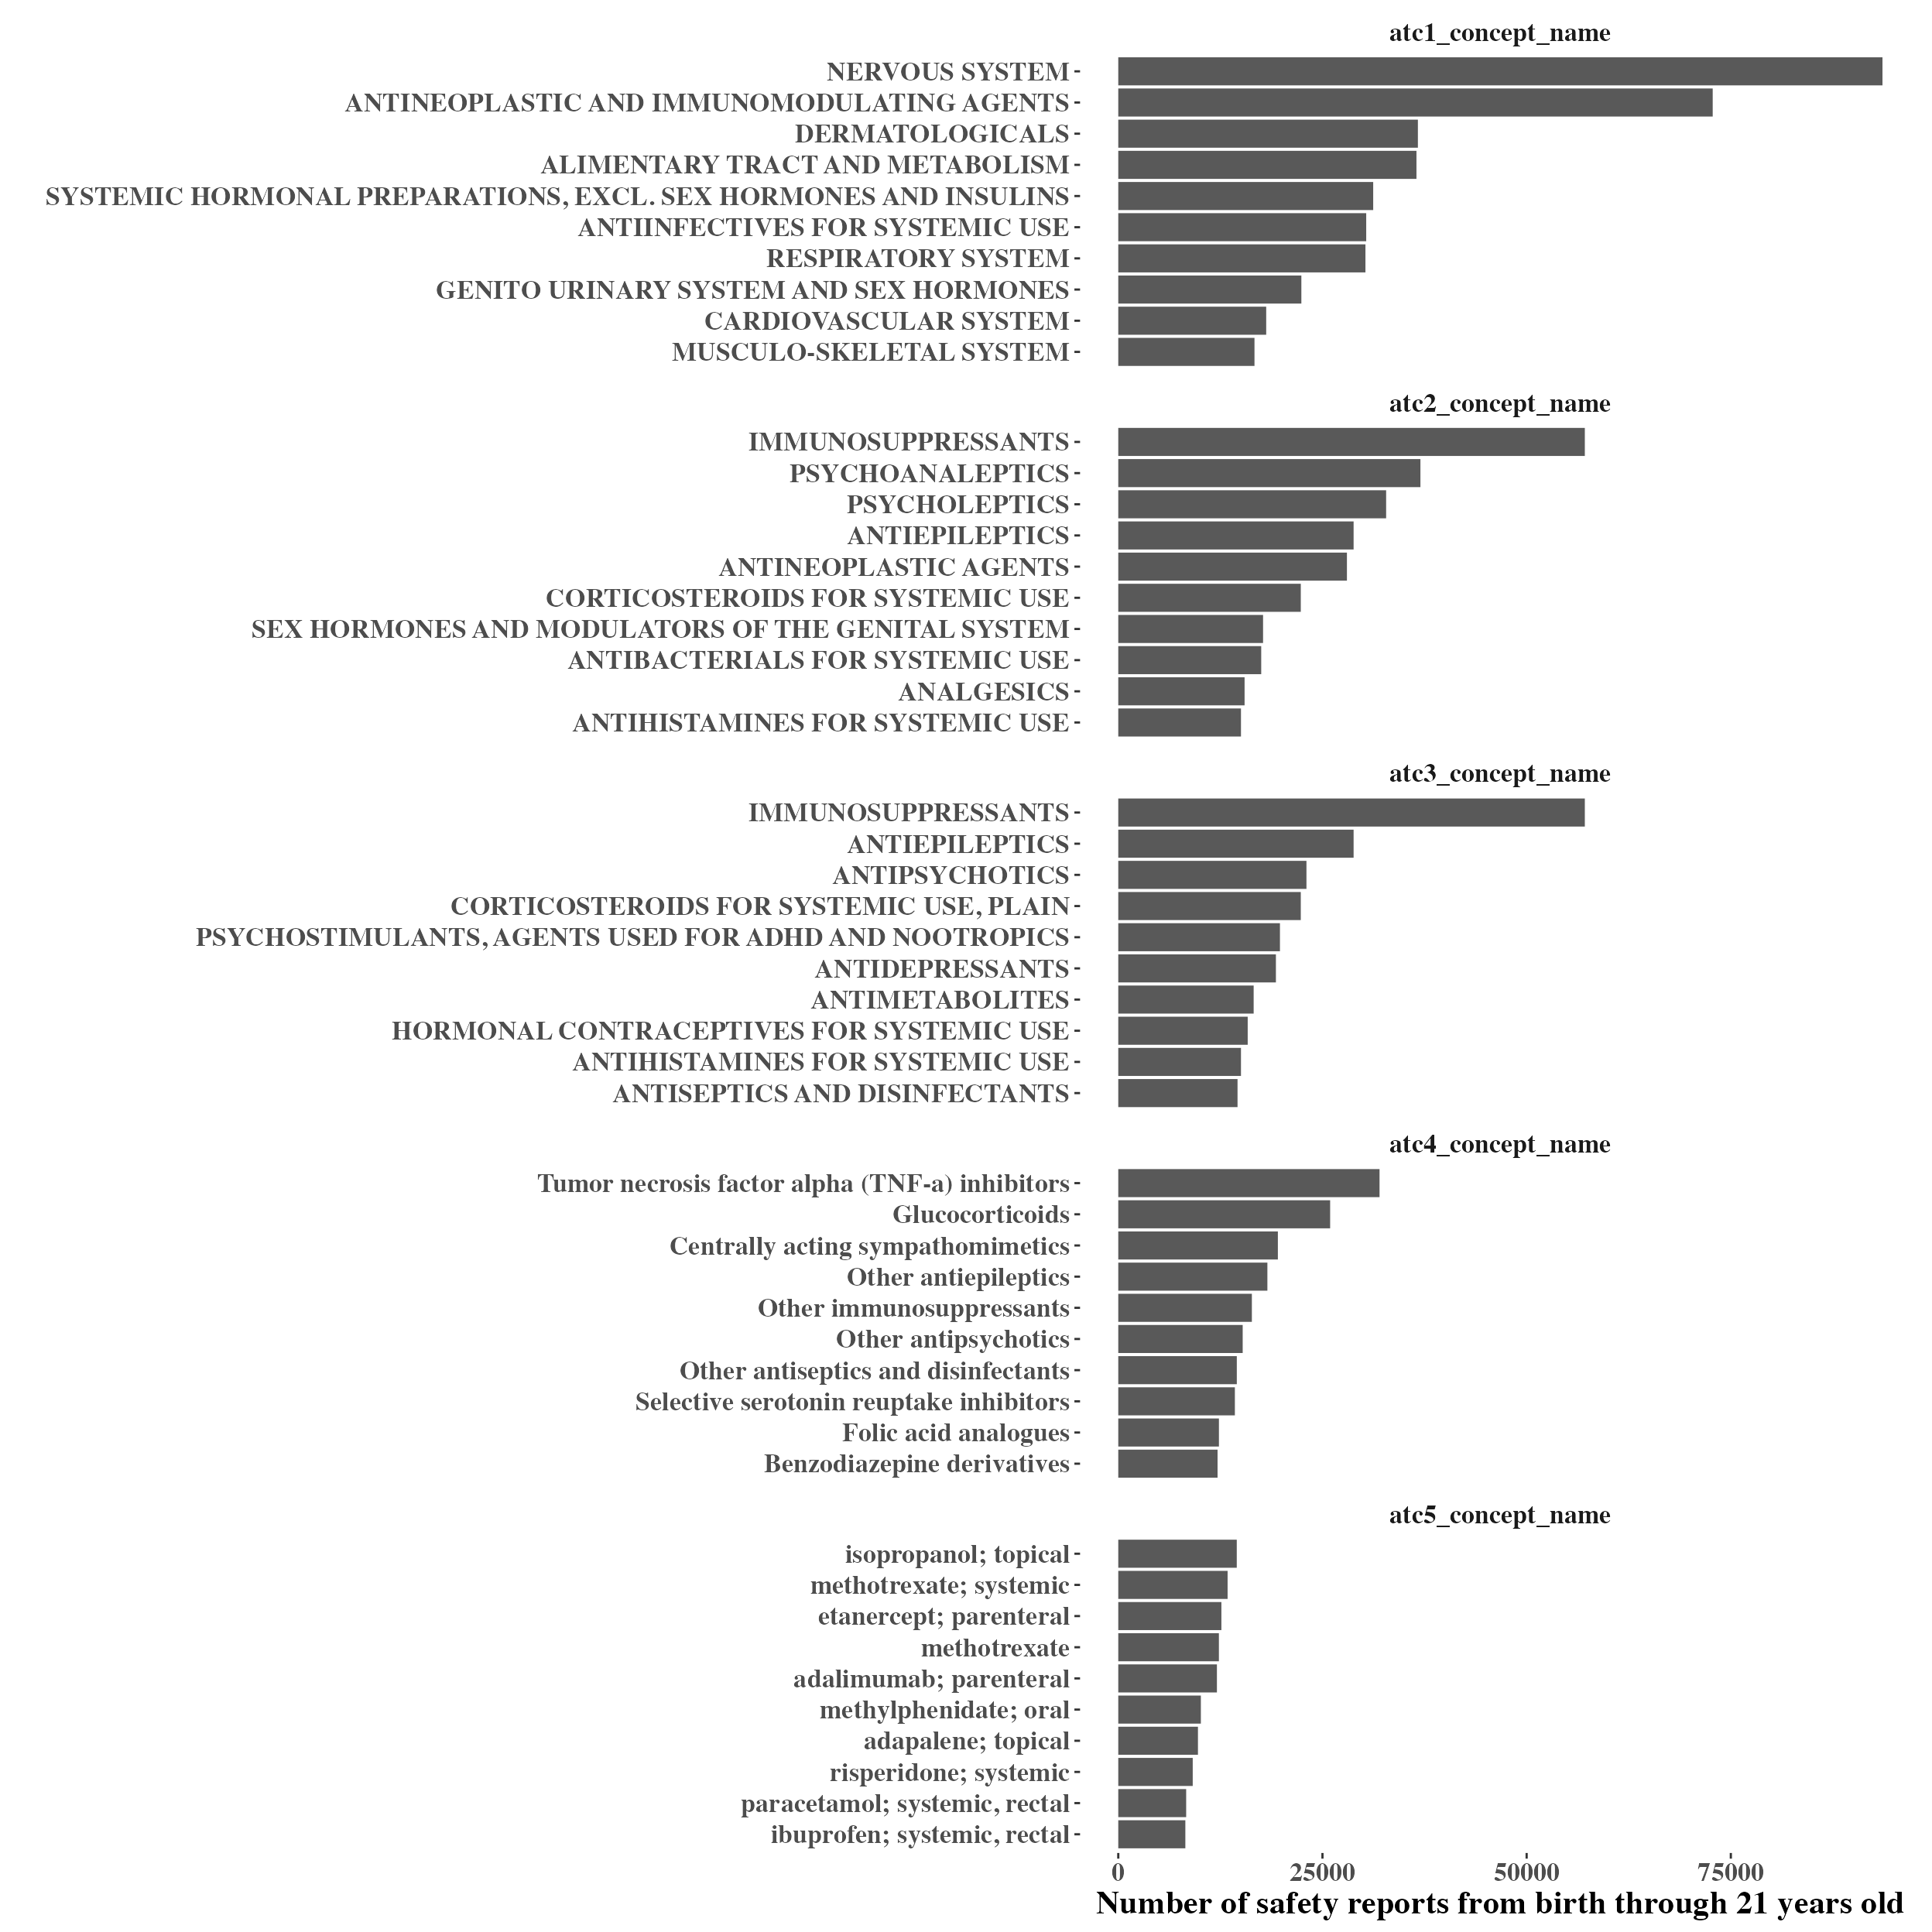 atc1_concept_name
NERVOUS SYSTEM
ANTINEOPLASTIC AND IMMUNOMODULATING AGENTS
DERMATOLOGICALS
ALIMENTARY TRACT AND METABOLISM
SYSTEMIC HORMONAL PREPARATIONS, EXCL. SEX HORMONES AND INSULINS
ANTIINFECTIVES FOR SYSTEMIC USE
RESPIRATORY SYSTEM
GENITO URINARY SYSTEM AND SEX HORMONES
CARDIOVASCULAR SYSTEM
MUSCULO-SKELETAL SYSTEM
atc2_concept_name
IMMUNOSUPPRESSANTS
PSYCHOANALEPTICS
PSYCHOLEPTICS
ANTIEPILEPTICS
ANTINEOPLASTIC AGENTS
CORTICOSTEROIDS FOR SYSTEMIC USE
SEX HORMONES AND MODULATORS OF THE GENITAL SYSTEM
ANTIBACTERIALS FOR SYSTEMIC USE
ANALGESICS
ANTIHISTAMINES FOR SYSTEMIC USE
atc3_concept_name
IMMUNOSUPPRESSANTS
ANTIEPILEPTICS
ANTIPSYCHOTICS
CORTICOSTEROIDS FOR SYSTEMIC USE, PLAIN
PSYCHOSTIMULANTS, AGENTS USED FOR ADHD AND NOOTROPICS
ANTIDEPRESSANTS
ANTIMETABOLITES
HORMONAL CONTRACEPTIVES FOR SYSTEMIC USE
ANTIHISTAMINES FOR SYSTEMIC USE
ANTISEPTICS AND DISINFECTANTS
atc4_concept_name
Tumor necrosis factor alpha (TNF-a) inhibitors
Glucocorticoids
Centrally acting sympathomimetics
Other antiepileptics
Other immunosuppressants
Other antipsychotics
Other antiseptics and disinfectants
Selective serotonin reuptake inhibitors
Folic acid analogues
Benzodiazepine derivatives
atc5_concept_name
isopropanol; topical
methotrexate; systemic
etanercept; parenteral
methotrexate
adalimumab; parenteral
methylphenidate; oral
adapalene; topical
risperidone; systemic
paracetamol; systemic, rectal
ibuprofen; systemic, rectal
0 25000 50000 75000
Number of safety reports from birth through 21 years old